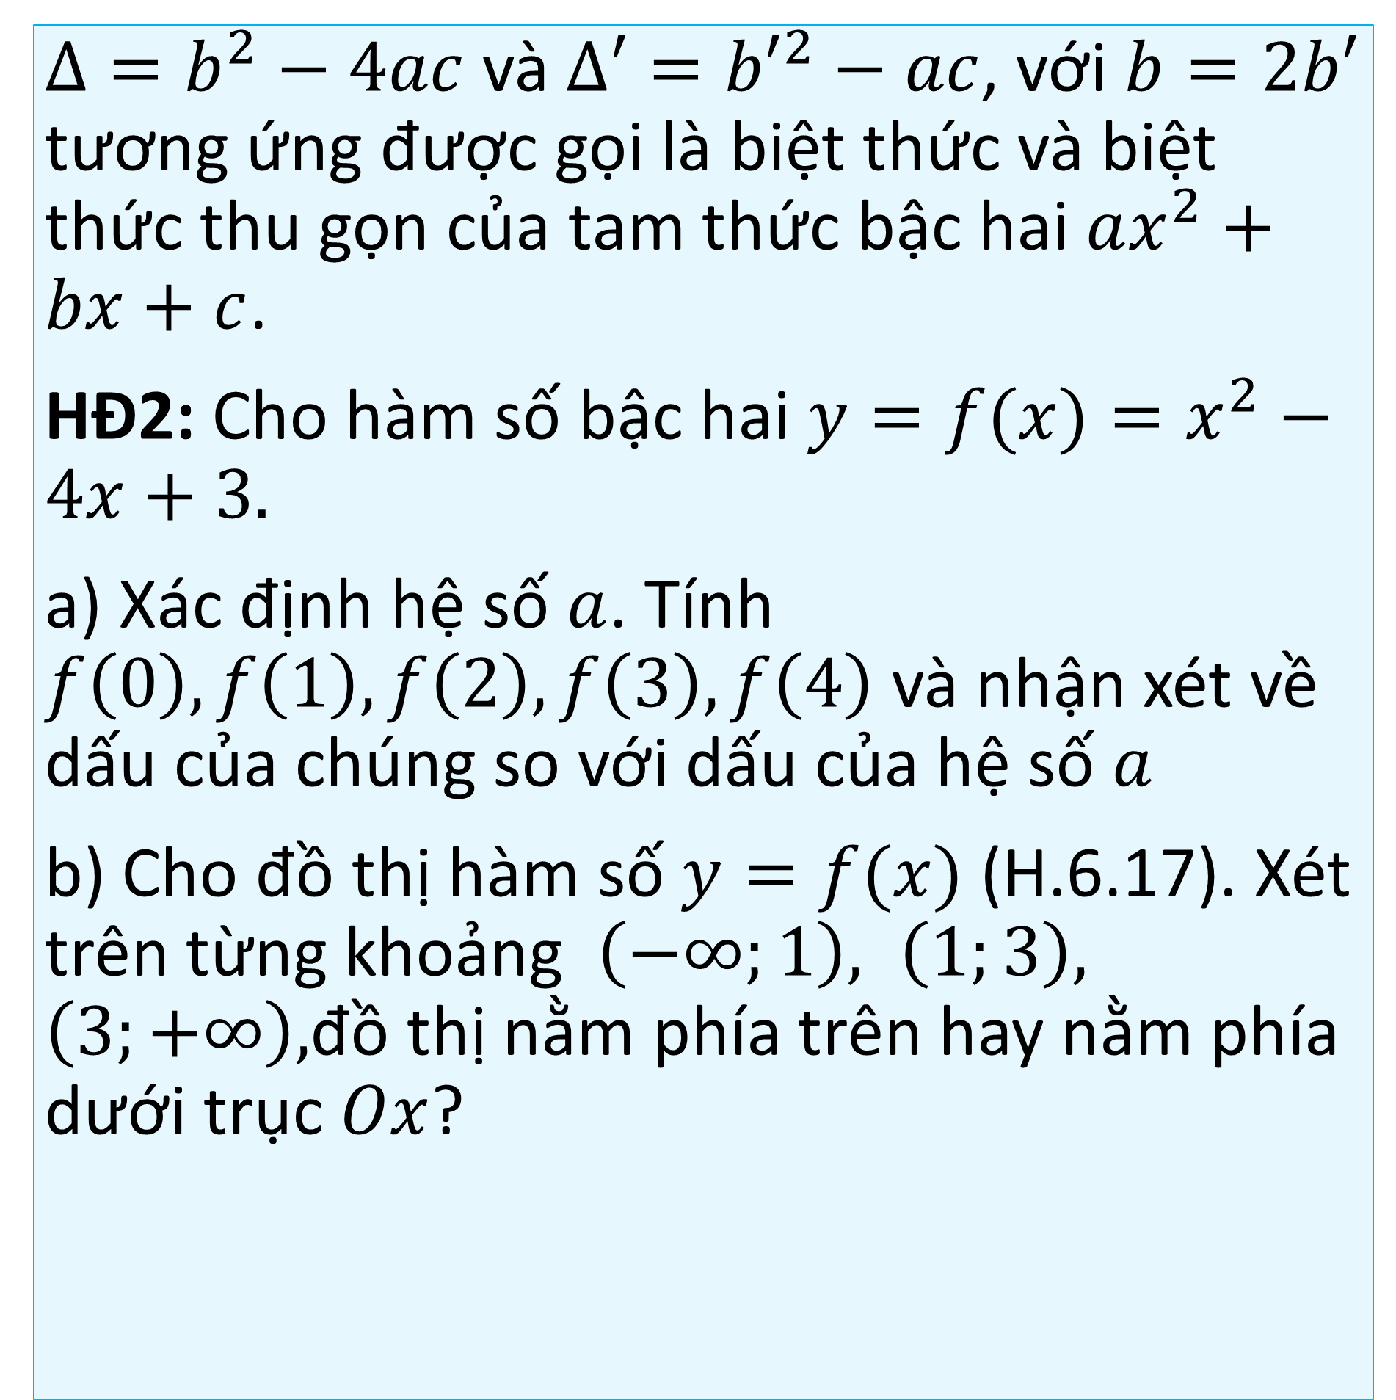 Δ = b² − 4ac và Δ′ = b′² − ac, với b = 2b′
tương ứng được gọi là biệt thức và biệt
thức thu gọn của tam thức bậc hai ax² +
bx + c.
HĐ2: Cho hàm số bậc hai y = f(x) = x² −
4x + 3.
a) Xác định hệ số a. Tính
f(0), f(1), f(2), f(3), f(4) và nhận xét về
dấu của chúng so với dấu của hệ số a
b) Cho đồ thị hàm số y = f(x) (H.6.17). Xét
trên từng khoảng (−∞; 1), (1; 3),
(3; +∞),đồ thị nằm phía trên hay nằm phía
dưới trục Ox?